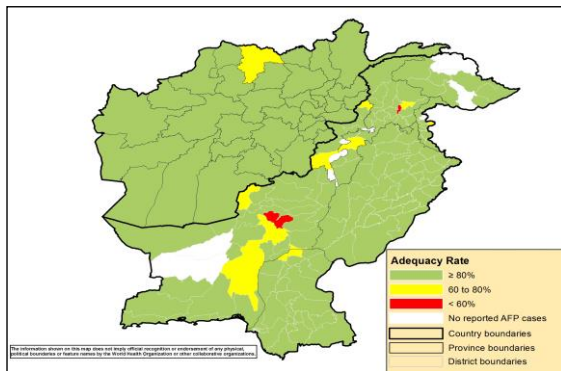 Adequacy Rate
≥ 80%
60 to 80%
< 60%
No reported AFP cases
Country boundaries
Province boundaries
District boundaries
The information shown on this map does not imply official recognition or endorsement of any physical,
political boundaries or feature names by the World Health Organization or other collaborative organizations.